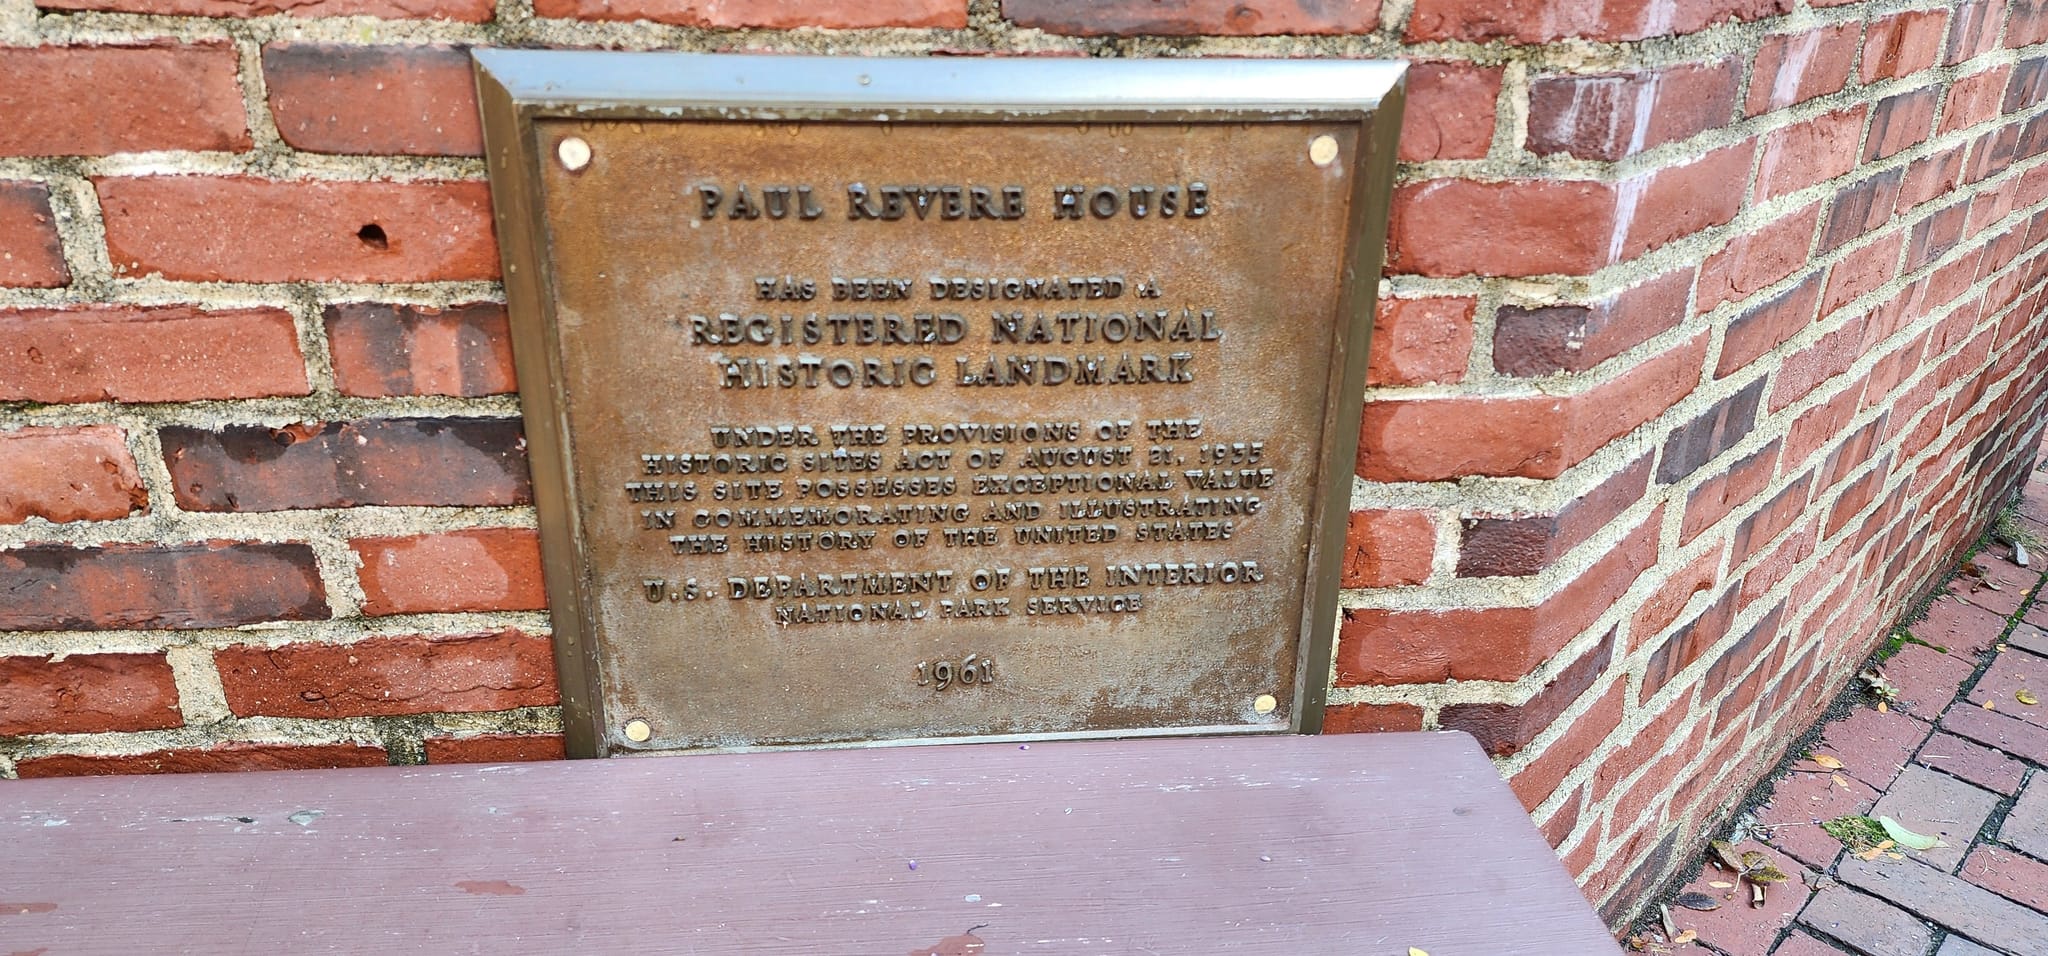 PAUL REVERE HOUSE
HAS BEEN DESIGNATED A
REGISTERED NATIONAL
HISTORIC LANDMARK
UNDER THE PROVISIONS OF THE
HISTORIC SITES ACT OF AUGUST 21, 1935
THIS SITE POSSESSES EXCEPTIONAL VALUE
IN COMMEMORATING AND ILLUSTRATING
THE HISTORY OF THE UNITED STATES
U.S. DEPARTMENT OF THE INTERIOR
NATIONAL PARK SERVICE
1961